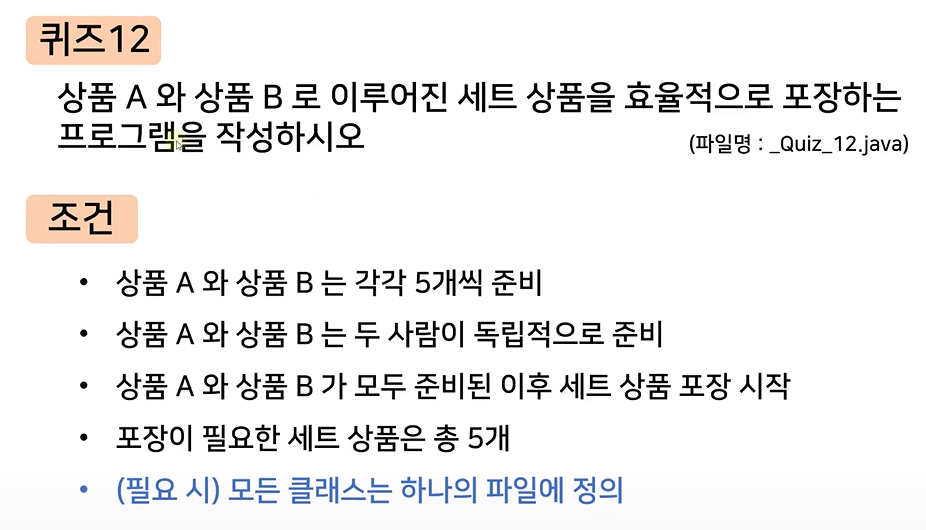 퀴즈12
상품 A 와 상품 B 로 이루어진 세트 상품을 효율적으로 포장하는
프로그램을 작성하시오
(파일명 : _Quiz_12.java)
조건
• 상품 A 와 상품 B 는 각각 5개씩 준비
• 상품 A 와 상품 B 는 두 사람이 독립적으로 준비
• 상품 A 와 상품 B 가 모두 준비된 이후 세트 상품 포장 시작
• 포장이 필요한 세트 상품은 총 5개
• (필요 시) 모든 클래스는 하나의 파일에 정의